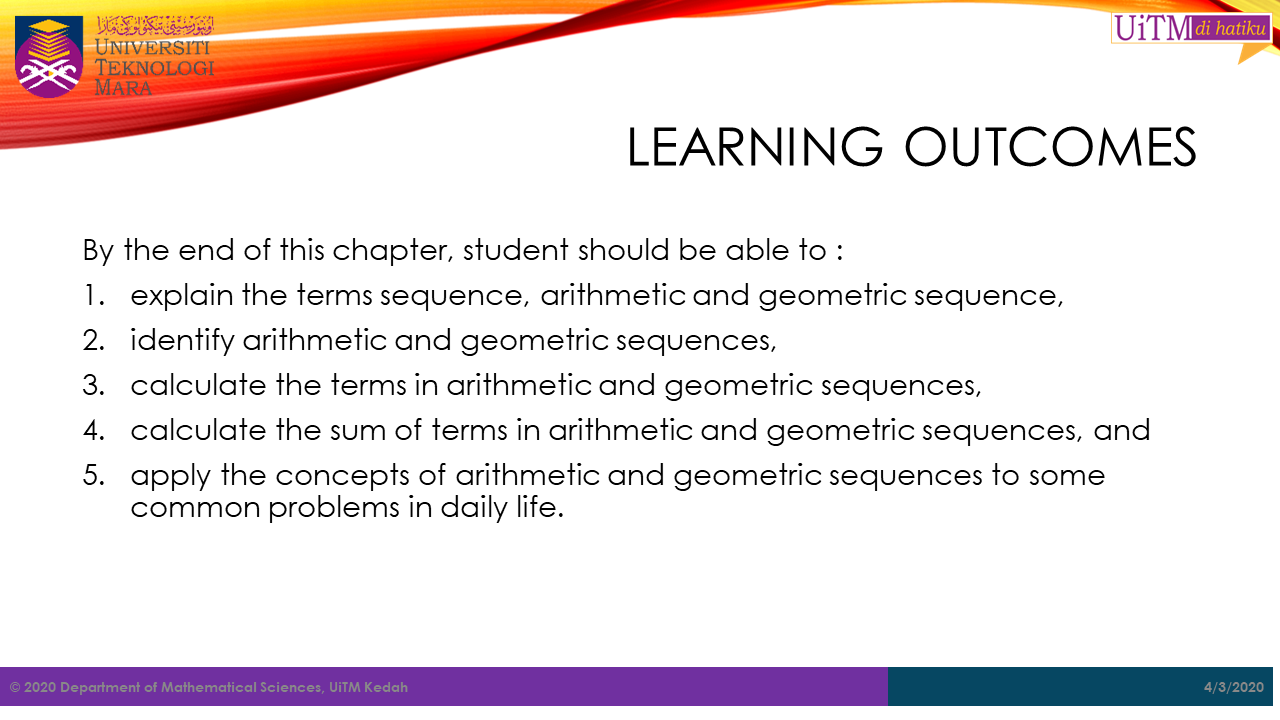 اونيۏرسيتي تيكنولوݢي مارا
UNIVERSITI
TEKNOLOGI
MARA
UiTM di hatiku
LEARNING OUTCOMES
By the end of this chapter, student should be able to :
1. explain the terms sequence, arithmetic and geometric sequence,
2. identify arithmetic and geometric sequences,
3. calculate the terms in arithmetic and geometric sequences,
4. calculate the sum of terms in arithmetic and geometric sequences, and
5. apply the concepts of arithmetic and geometric sequences to some
common problems in daily life.
© 2020 Department of Mathematical Sciences, UiTM Kedah
4/3/2020